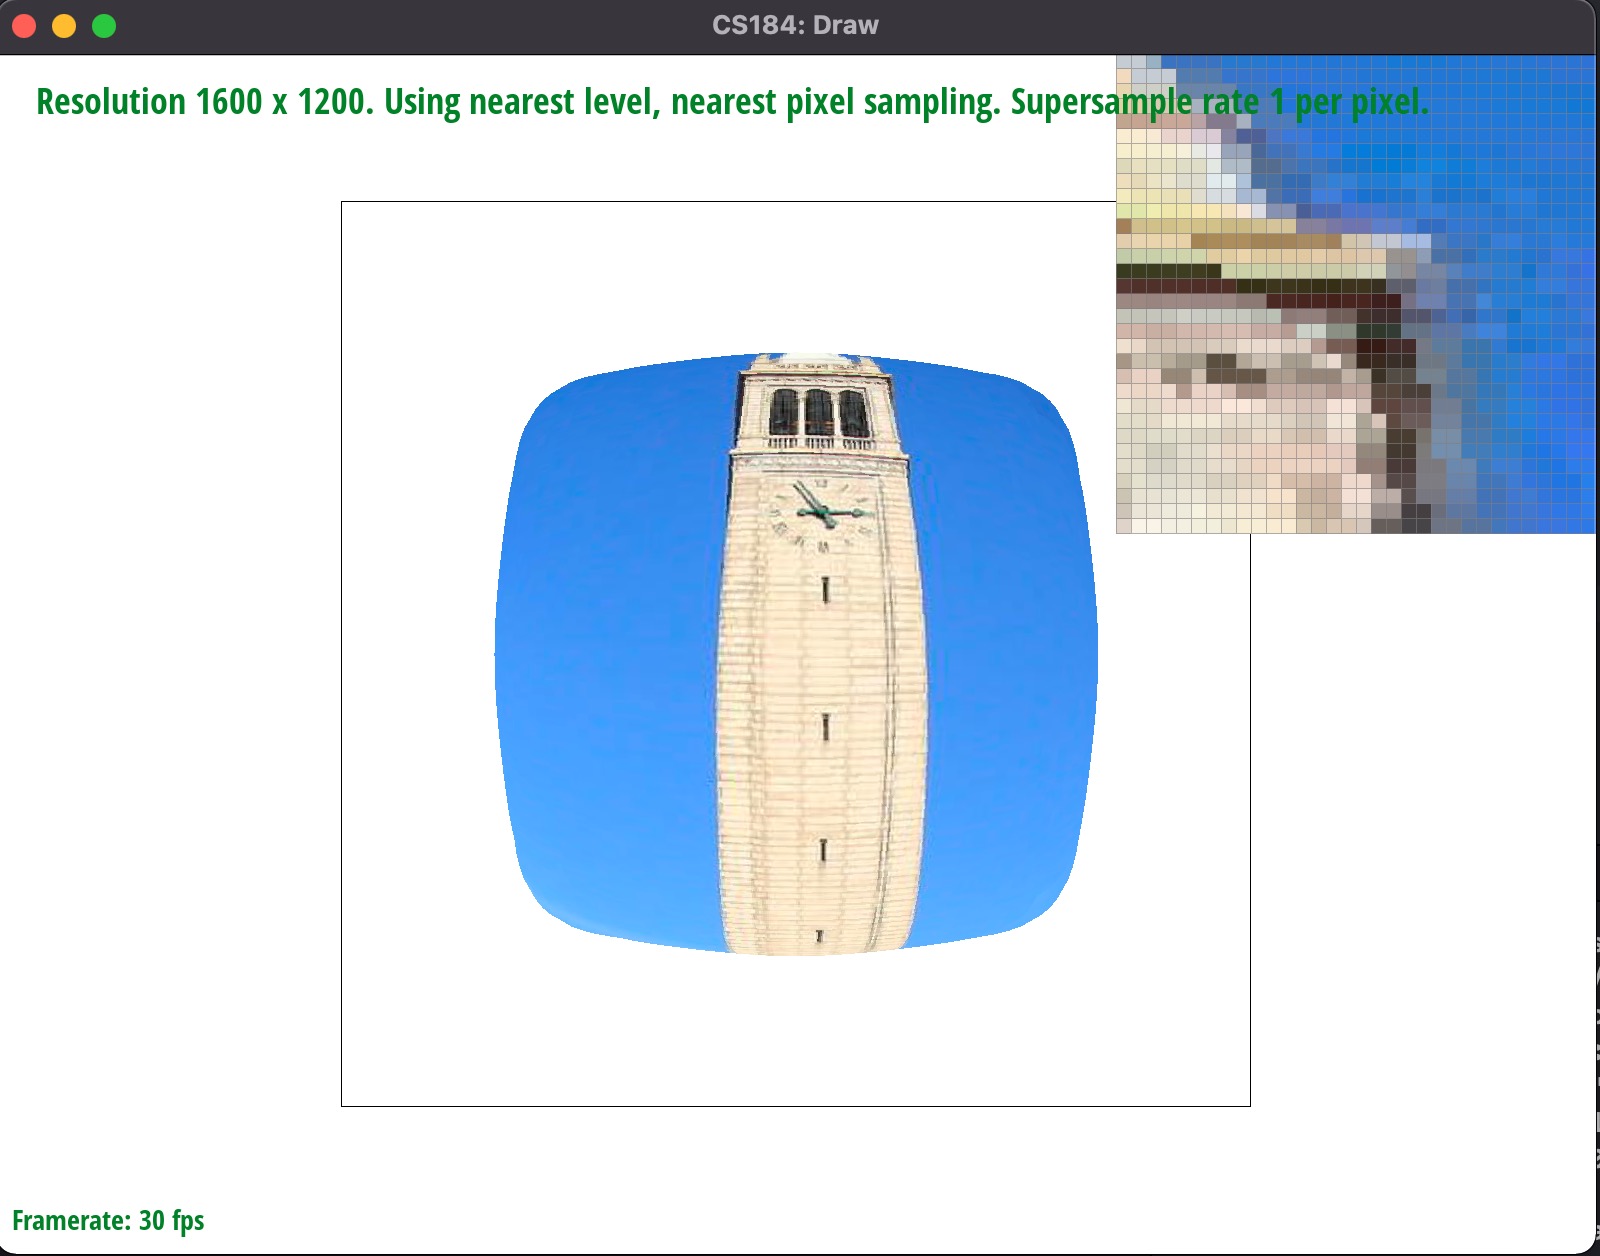 CS184: Draw
Resolution 1600 x 1200. Using nearest level, nearest pixel sampling. Supersample rate 1 per pixel.
Framerate: 30 fps